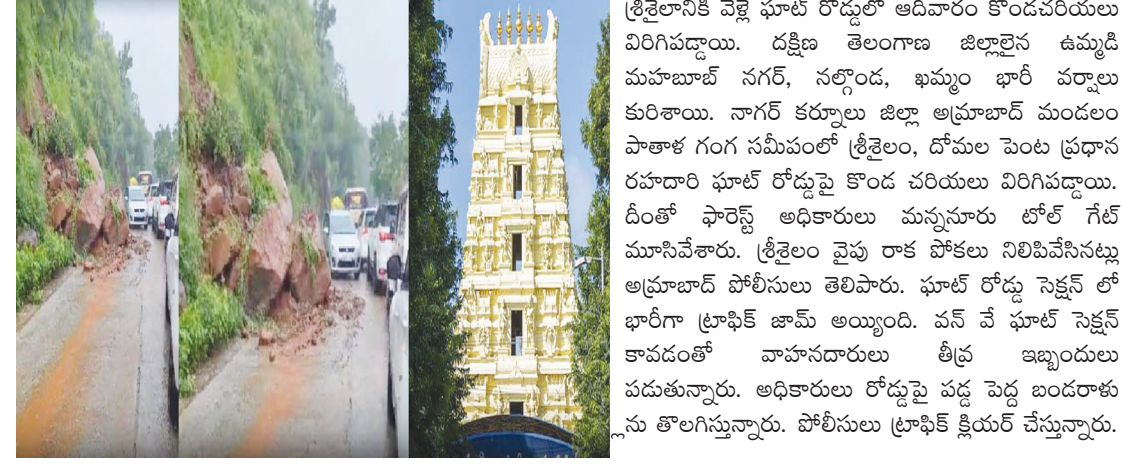 శ్రీశైలానికి వెళ్లే ఘాట్ రోడ్డులో ఆదివారం కొండచరియలు
విరిగిపడ్డాయి. దక్షిణ తెలంగాణ జిల్లాలైన ఉమ్మడి
మహబూబ్ నగర్, నల్గొండ, ఖమ్మం భారీ వర్షాలు
కురిశాయి. నాగర్ కర్నూలు జిల్లా అమ్రాబాద్ మండలం
పాతాళ గంగ సమీపంలో శ్రీశైలం, దోమల పెంట ప్రధాన
రహదారి ఘాట్ రోడ్డుపై కొండ చరియలు విరిగిపడ్డాయి.
దీంతో ఫారెస్ట్ అధికారులు మన్ననూరు టోల్ గేట్
మూసివేశారు. శ్రీశైలం వైపు రాక పోకలు నిలిపివేసినట్లు
అమ్రాబాద్ పోలీసులు తెలిపారు. ఘాట్ రోడ్డు సెక్షన్ లో
భారీగా ట్రాఫిక్ జామ్ అయ్యింది. వన్ వే ఘాట్ సెక్షన్
కావడంతో వాహనదారులు తీవ్ర ఇబ్బందులు
పడుతున్నారు. అధికారులు రోడ్డుపై పడ్డ పెద్ద బండరాళు
్లను తొలగిస్తున్నారు. పోలీసులు ట్రాఫిక్ క్లియర్ చేస్తున్నారు.